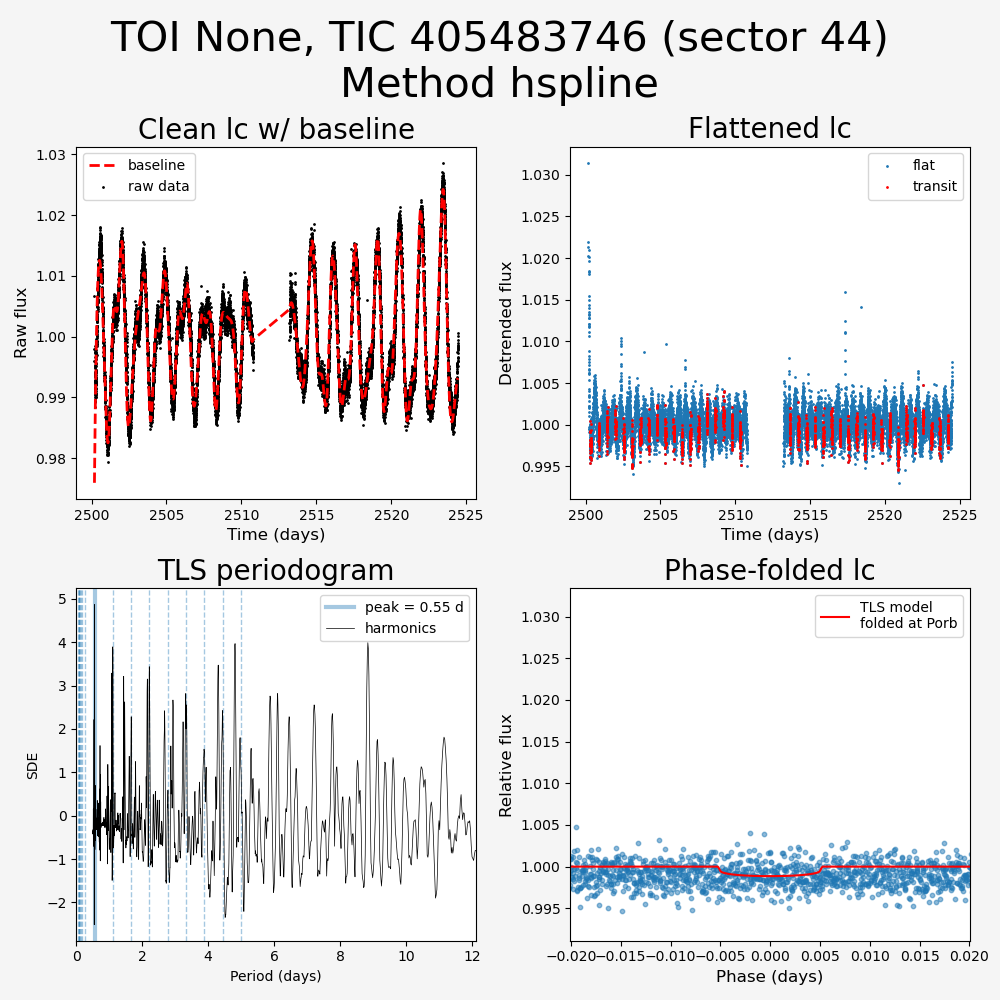 TOI None, TIC 405483746 (sector 44)
Method hspline
Clean lc w/ baseline
Flattened lc
1.03
1.02
1.01
1.00
0.99
0.98
Raw flux
baseline
raw data
2500
2505
2510
2515
2520
2525
Time (days)
1.030
1.025
1.020
1.015
1.010
1.005
1.000
0.995
Detrended flux
flat
transit
2500
2505
2510
2515
2520
2525
Time (days)
TLS periodogram
Phase-folded lc
5
4
3
2
1
0
−1
−2
SDE
peak = 0.55 d
harmonics
0
2
4
6
8
10
12
Period (days)
1.030
1.025
1.020
1.015
1.010
1.005
1.000
0.995
Relative flux
TLS model
folded at Porb
−0.020
−0.015
−0.010
−0.005
0.000
0.005
0.010
0.015
0.020
Phase (days)